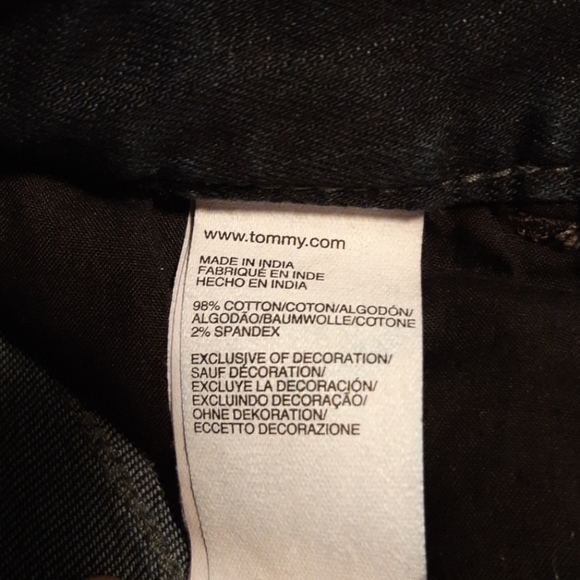 www.tommy.com
MADE IN INDIA
FABRIQUÉ EN INDE
HECHO EN INDIA
98% COTTON/COTON/ALGODÓN/
ALGODÃO/BAUMWOLLE/COTONE
2% SPANDEX
EXCLUSIVE OF DECORATION/
SAUF DÉCORATION/
EXCLUYE LA DECORACIÓN/
EXCLUINDO DECORAÇÃO/
OHNE DEKORATION/
ECCETTO DECORAZIONE